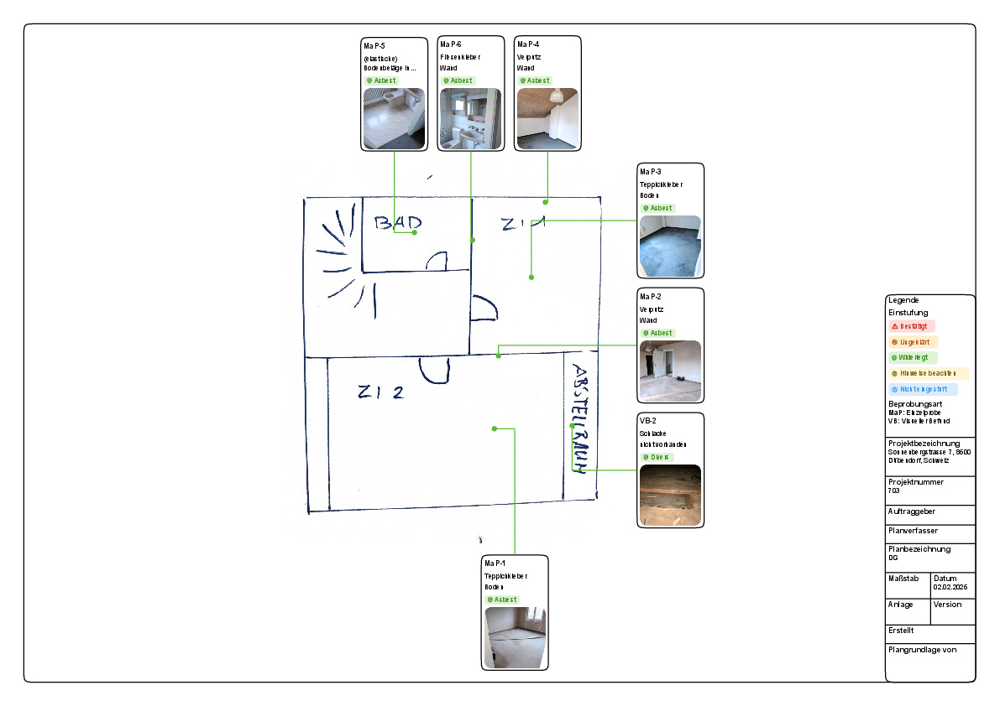 MaP-5
(elastische)
Bodenbeläge in ...
Asbest
MaP-6
Fliesenkleber
Wand
Asbest
MaP-4
Verputz
Wand
Asbest
MaP-3
Teppichkleber
Boden
Asbest
BAD
ZI 1
MaP-2
Verputz
Wand
Asbest
ZI 2
ABSTELLRAUM
VB-2
Schlacke
nicht vorhanden
Divers
MaP-1
Teppichkleber
Boden
Asbest
Legende
Einstufung
Bestätigt
Ungeklärt
Widerlegt
Hinweise beachten
Nicht eingestuft
Beprobungsart
MaP: Einzelprobe
VB: Visueller Befund
Projektbezeichnung
Sonnenbergstrasse 7, 8600
Dübendorf, Schweiz
Projektnummer
703
Auftraggeber
Planverfasser
Planbezeichnung
DG
Maßstab
Datum
02.02.2026
Anlage
Version
Erstellt
Plangrundlage von